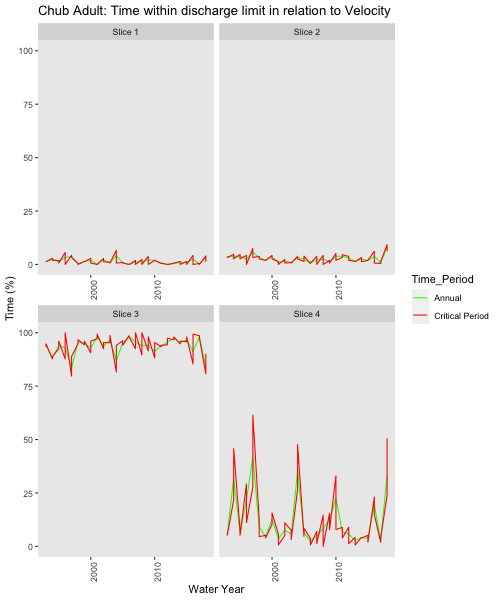 Chub Adult: Time within discharge limit in relation to Velocity
Slice 1
Slice 2
100
75
50
25
0
2000
2010
2000
2010
Time (%)
Slice 3
Slice 4
100
75
50
25
0
2000
2010
2000
2010
Water Year
Time_Period
Annual
Critical Period